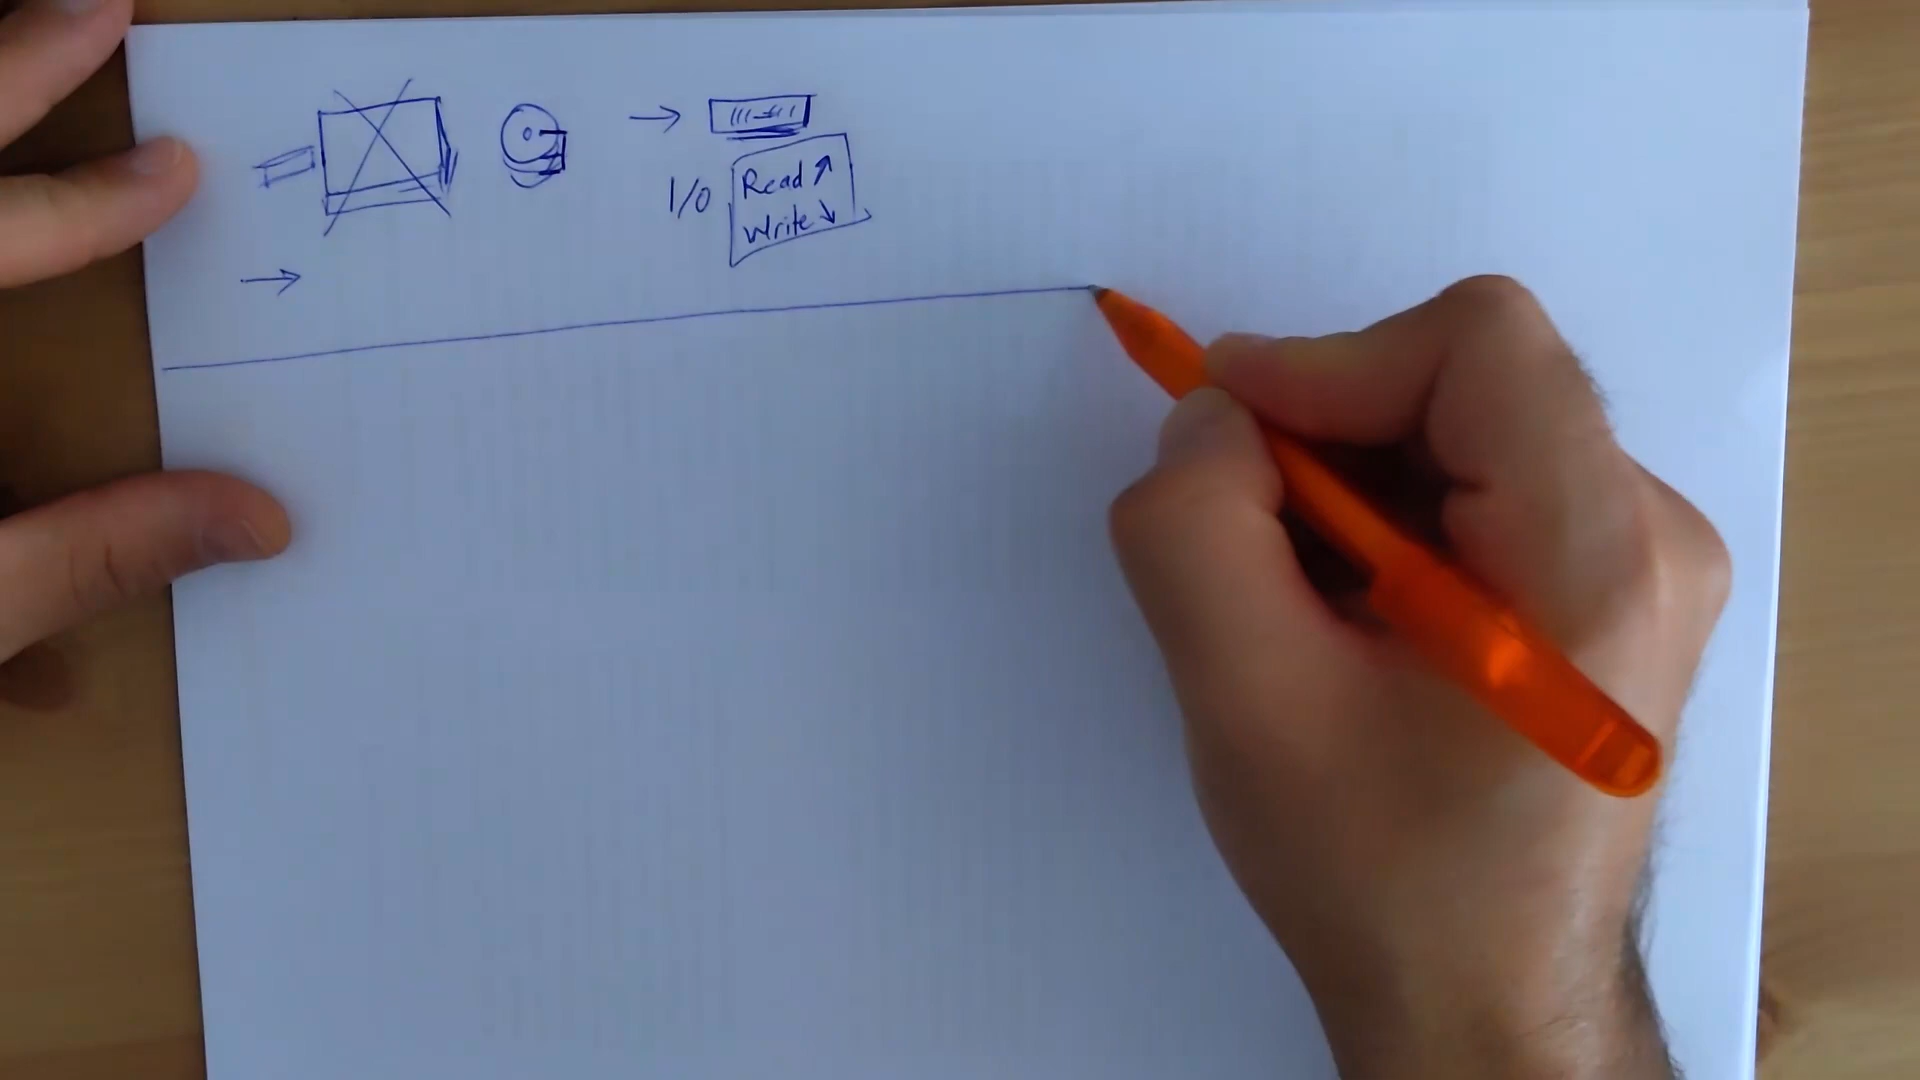 I/O
Read ↗
Write ↘